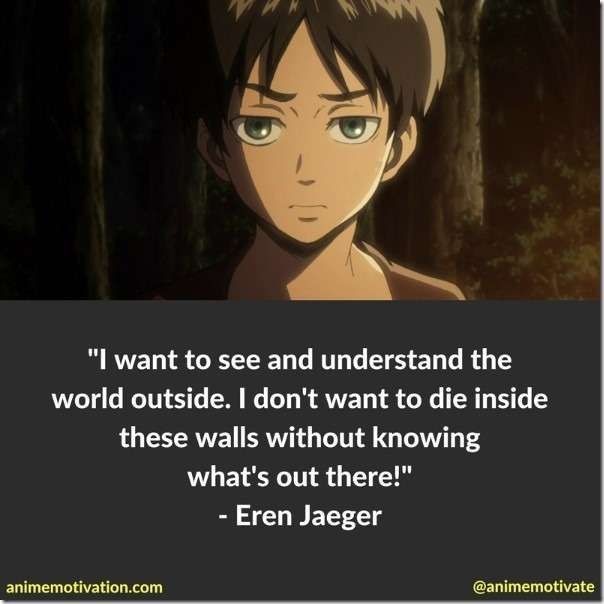 "I want to see and understand the
world outside. I don't want to die inside
these walls without knowing
what's out there!"
- Eren Jaeger
animemotivation.com
@animemotivate